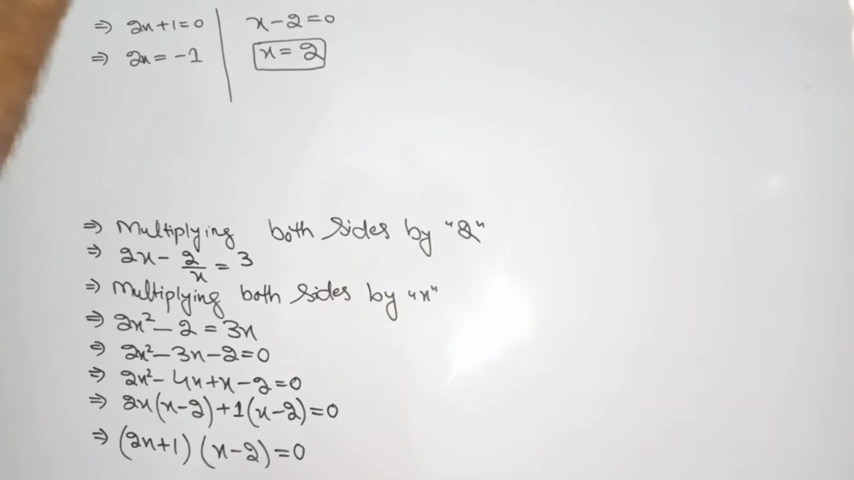 ⇒ 2x+1=0 | x-2=0
⇒ 2x = -1 | x = 2
⇒ Multiplying both sides by "2"
⇒ 2x - 2/x = 3
⇒ Multiplying both sides by "x"
⇒ 2x² - 2 = 3x
⇒ 2x² - 3x - 2 = 0
⇒ 2x² - 4x + x - 2 = 0
⇒ 2x(x-2) + 1(x-2) = 0
⇒ (2x+1) (x-2) = 0